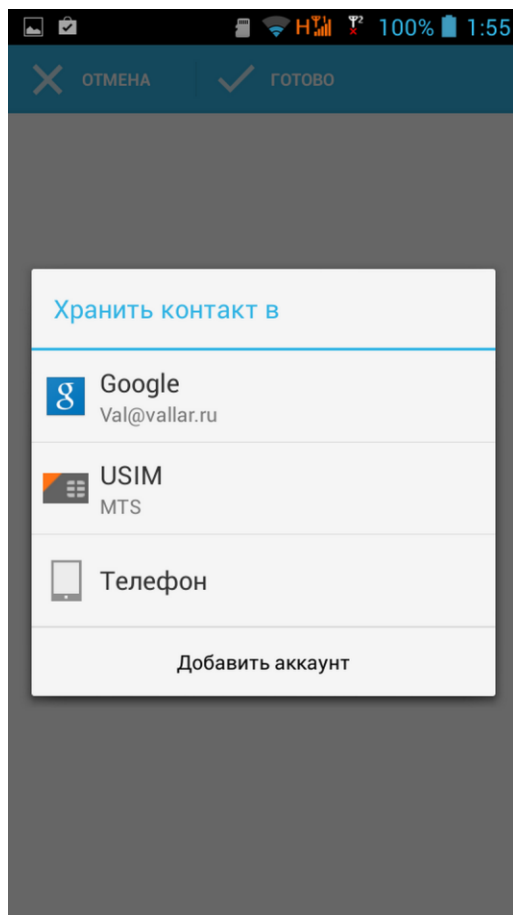 H 100% 1:55
ОТМЕНА ГОТОВО
Хранить контакт в
Google
Val@vallar.ru
USIM
MTS
Телефон
Добавить аккаунт